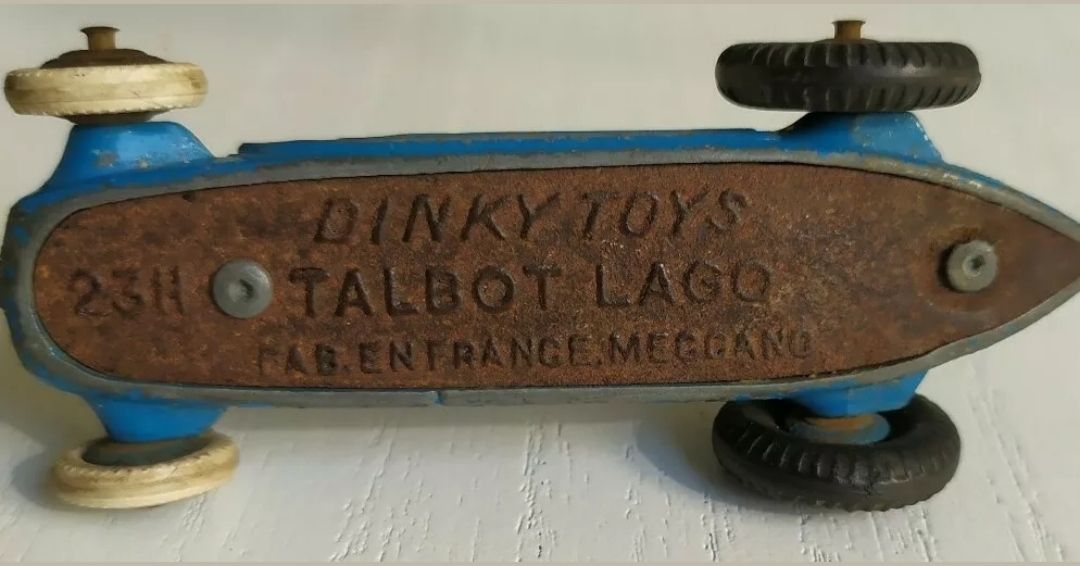 DINKY TOYS
23H TALBOT LAGO
FAB.EN FRANCE.MECCANO